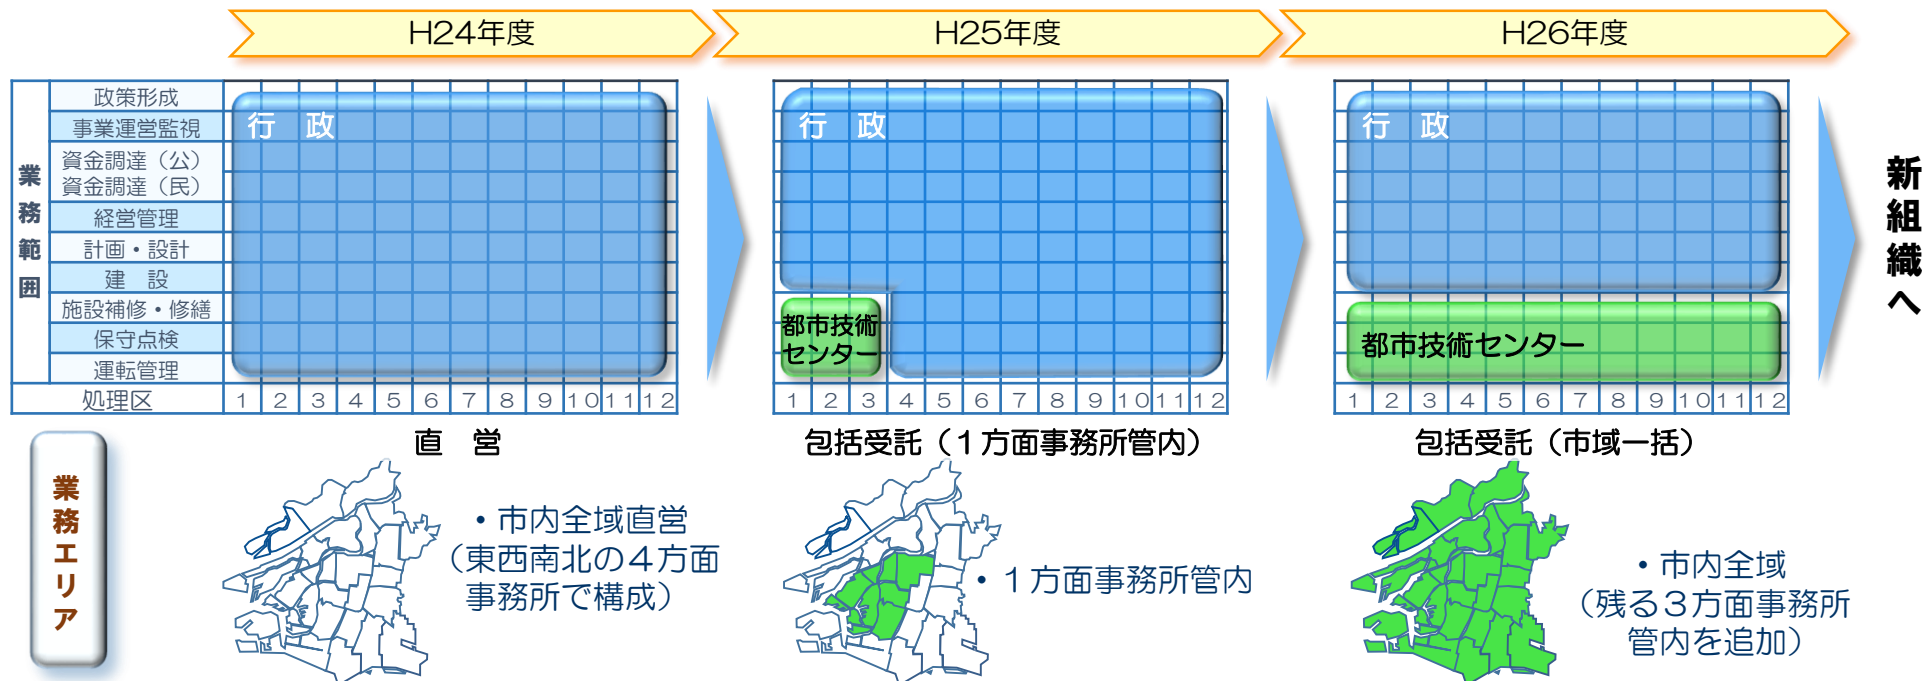 H24年度
H25年度
H26年度
業務範囲
政策形成
事業運営監視
資金調達（公）
資金調達（民）
経営管理
計画・設計
建　設
施設補修・修繕
保守点検
運転管理
処理区
行　政
1 2 3 4 5 6 7 8 9 10 11 12
行　政
都市技術
センター
1 2 3 4 5 6 7 8 9 10 11 12
行　政
都市技術センター
1 2 3 4 5 6 7 8 9 10 11 12
新組織へ
直　営
包括受託（１方面事務所管内）
包括受託（市域一括）
業務エリア
・市内全域直営
（東西南北の４方面
事務所で構成）
・１方面事務所管内
・市内全域
（残る３方面事務所
管内を追加）